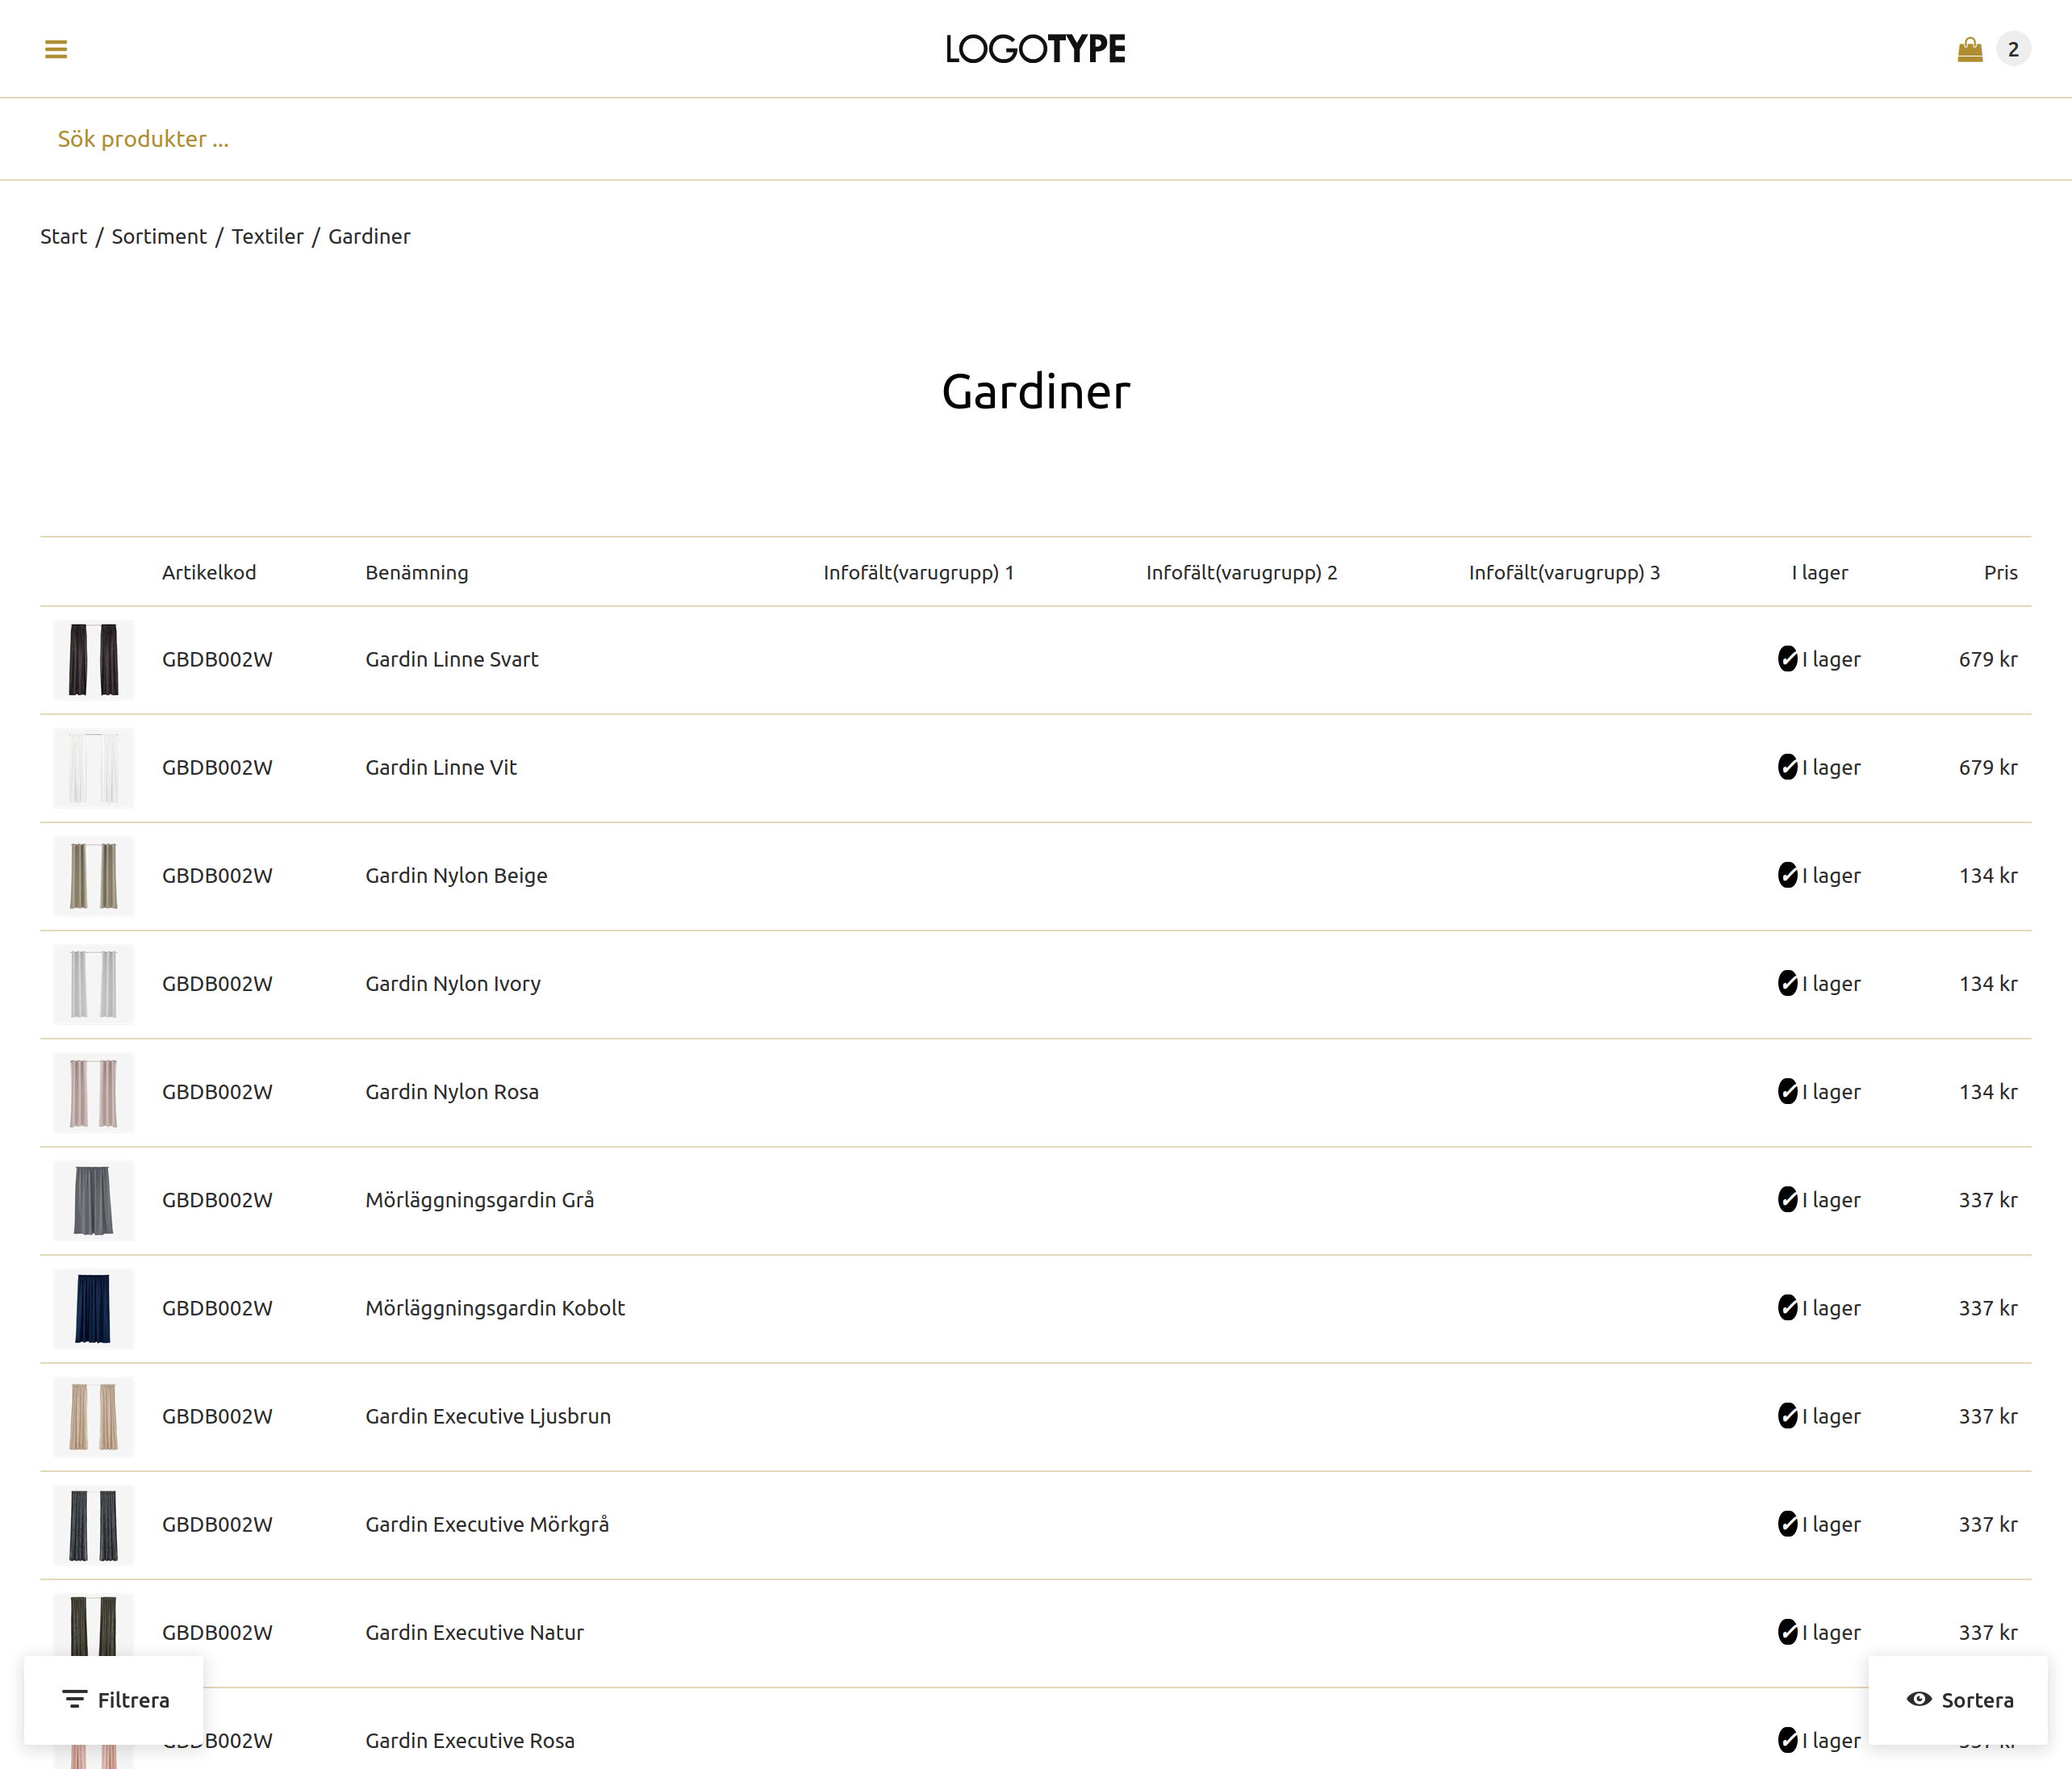 LOGOTYPE
2
Sök produkter ...
Start / Sortiment / Textiler / Gardiner
Gardiner
Artikelkod Benämning Infofält(varugrupp) 1 Infofält(varugrupp) 2 Infofält(varugrupp) 3 I lager Pris
GBDB002W Gardin Linne Svart I lager 679 kr
GBDB002W Gardin Linne Vit I lager 679 kr
GBDB002W Gardin Nylon Beige I lager 134 kr
GBDB002W Gardin Nylon Ivory I lager 134 kr
GBDB002W Gardin Nylon Rosa I lager 134 kr
GBDB002W Mörläggningsgardin Grå I lager 337 kr
GBDB002W Mörläggningsgardin Kobolt I lager 337 kr
GBDB002W Gardin Executive Ljusbrun I lager 337 kr
GBDB002W Gardin Executive Mörkgrå I lager 337 kr
GBDB002W Gardin Executive Natur I lager 337 kr
Filtrera Sortera
B002W Gardin Executive Rosa I lager